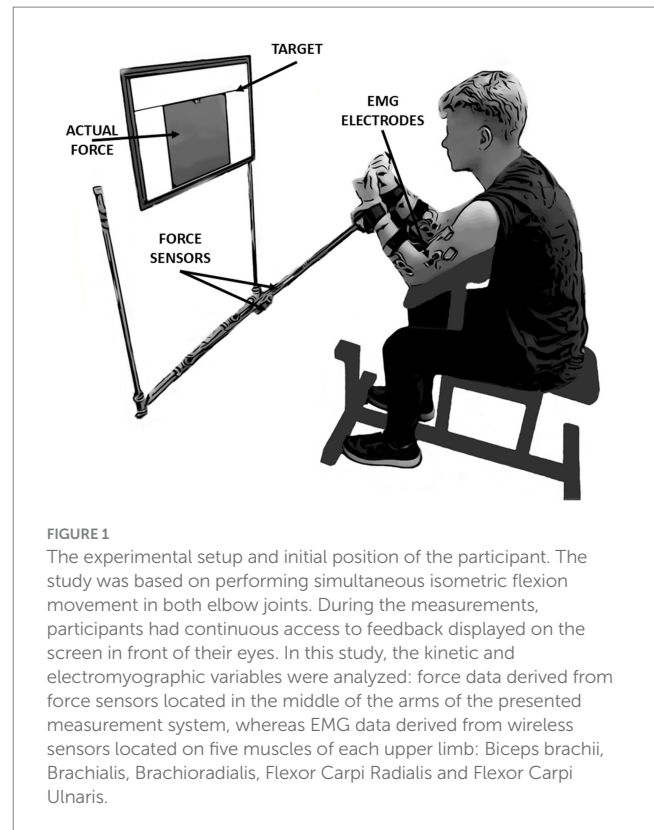 TARGET
EMG
ELECTRODES
ACTUAL
FORCE
FORCE
SENSORS
FIGURE 1
The experimental setup and initial position of the participant. The
study was based on performing simultaneous isometric flexion
movement in both elbow joints. During the measurements,
participants had continuous access to feedback displayed on the
screen in front of their eyes. In this study, the kinetic and
electromyographic variables were analyzed: force data derived from
force sensors located in the middle of the arms of the presented
measurement system, whereas EMG data derived from wireless
sensors located on five muscles of each upper limb: Biceps brachii,
Brachialis, Brachioradialis, Flexor Carpi Radialis and Flexor Carpi
Ulnaris.